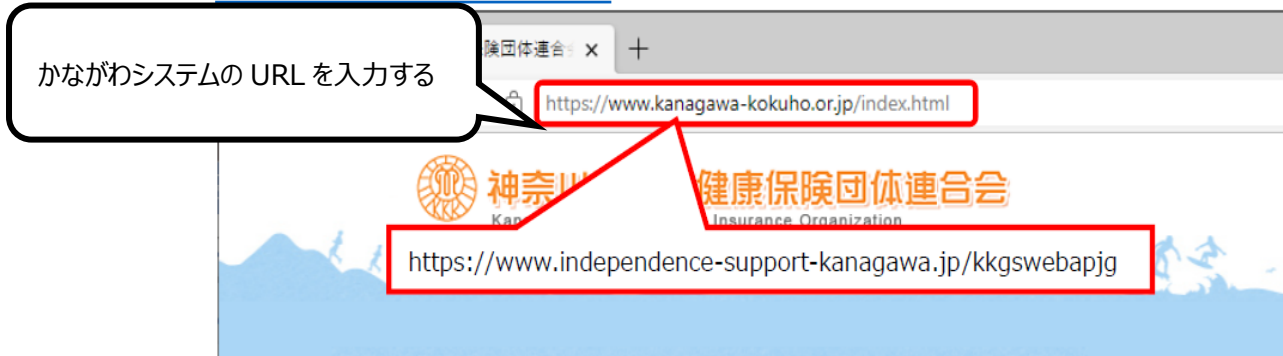 険団体連合会
かながわシステムの URL を入力する
https://www.kanagawa-kokuho.or.jp/index.html
神奈川 健康保険団体連合会
Insurance Organization
https://www.independence-support-kanagawa.jp/kkgswebapjg